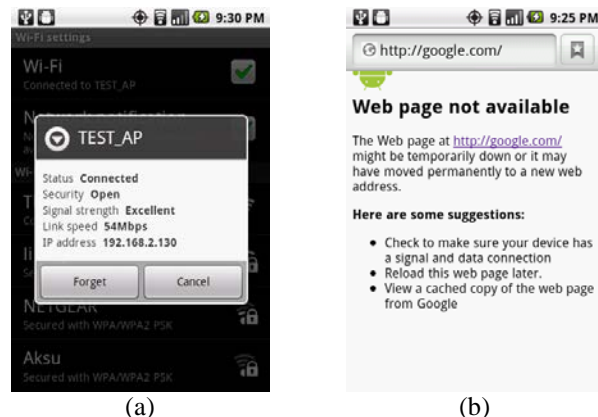 9:30 PM
Wi-Fi settings
Wi-Fi
Connected to TEST_AP
TEST_AP
Status Connected
Security Open
Signal strength Excellent
Link speed 54Mbps
IP address 192.168.2.130
Forget
Cancel
NETGEAR
Secured with WPA/WPA2 PSK
Aksu
Secured with WPA/WPA2 PSK
(a)
9:25 PM
http://google.com/
Web page not available
The Web page at http://google.com/
might be temporarily down or it may
have moved permanently to a new web
address.
Here are some suggestions:
Check to make sure your device has
a signal and data connection
Reload this web page later.
View a cached copy of the web page
from Google
(b)